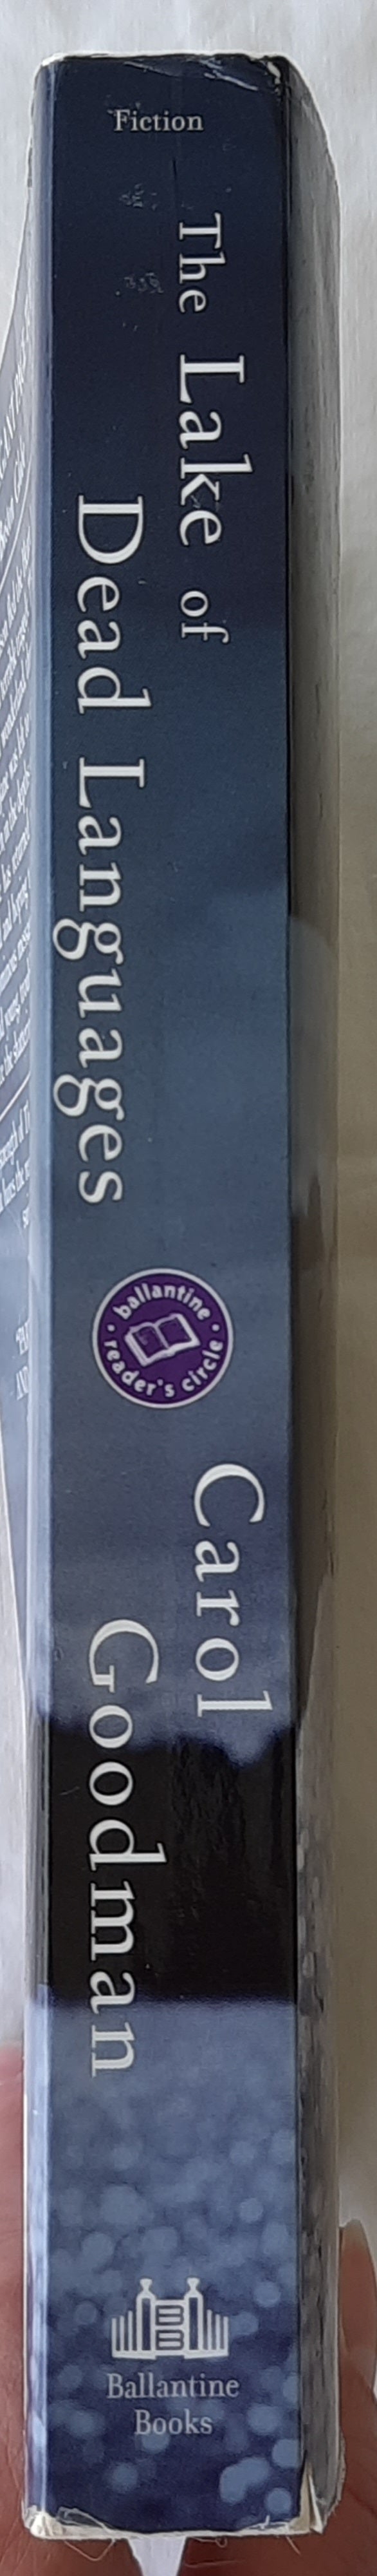 Fiction
The Lake of
Dead Languages
ballantine
reader's circle
Carol
Goodman
Ballantine
Books